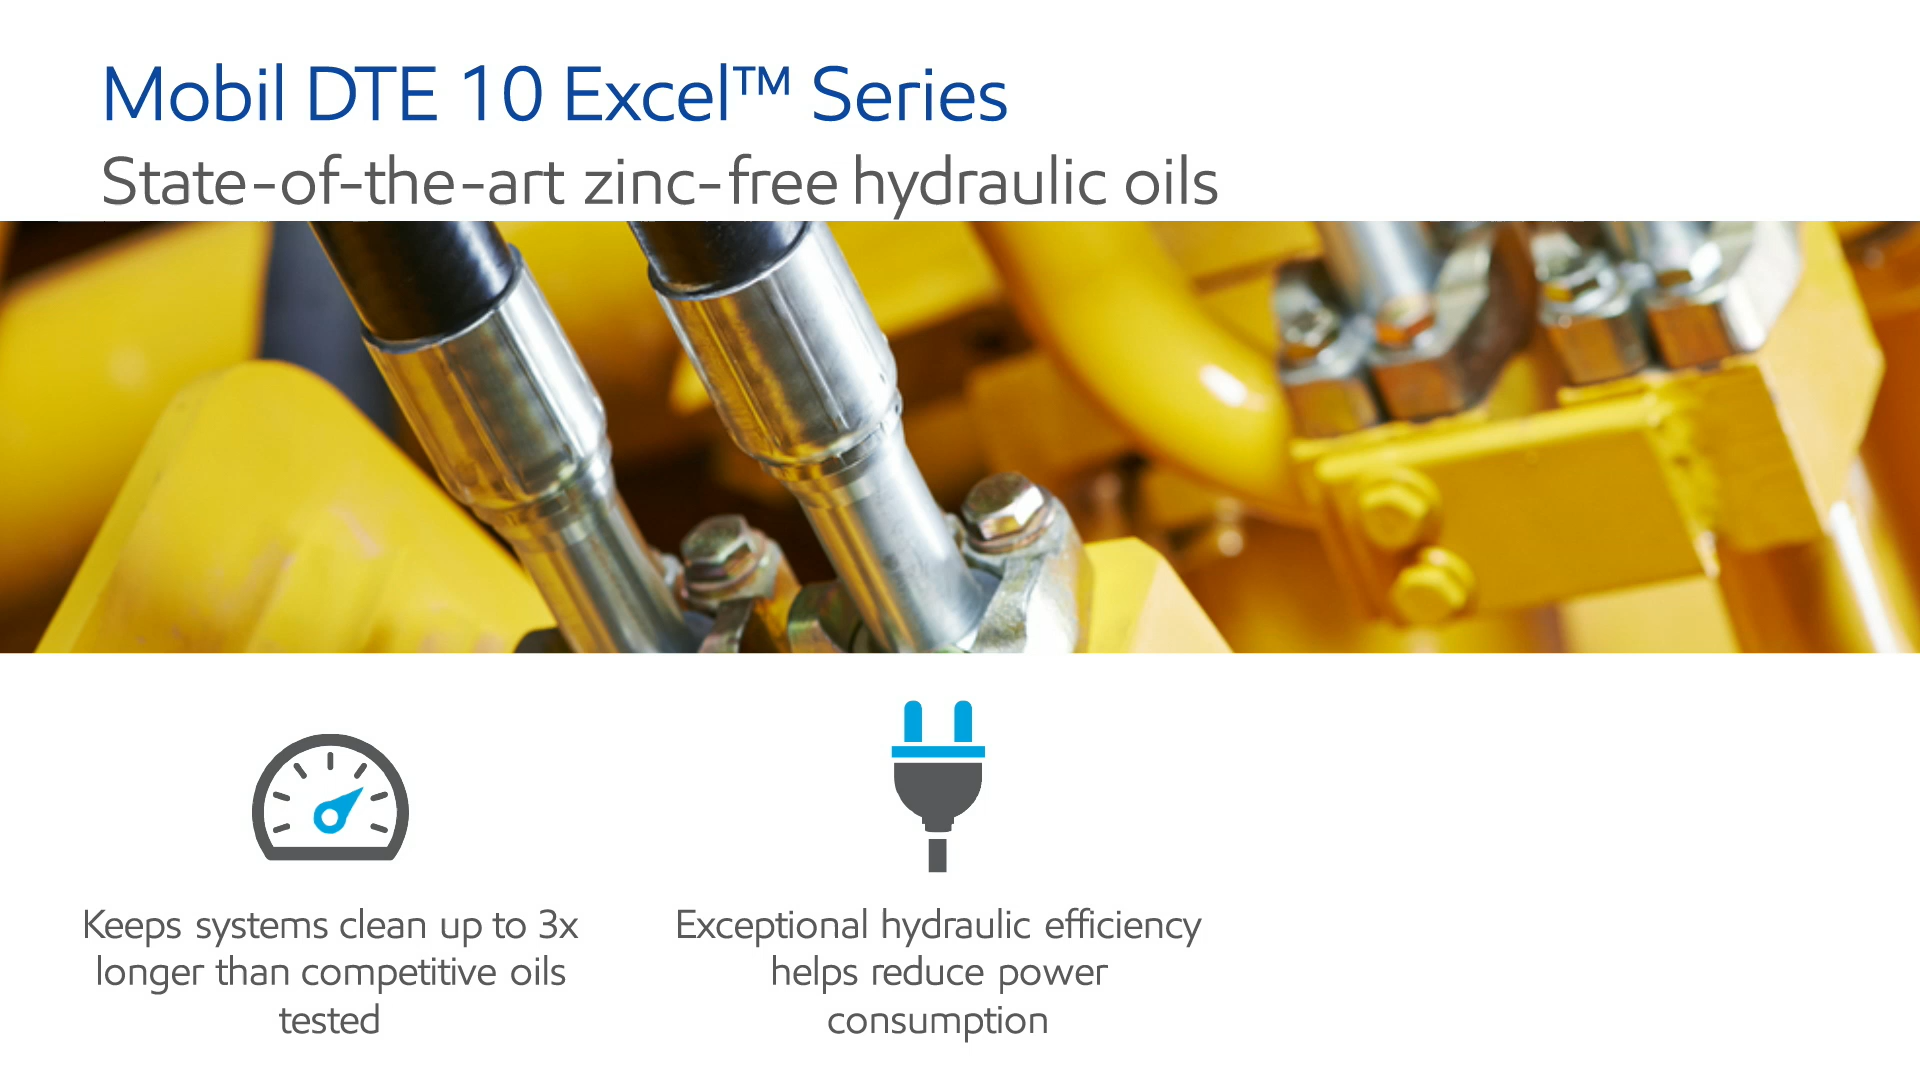 Mobil DTE 10 Excel™ Series
State-of-the-art zinc-free hydraulic oils
Keeps systems clean up to 3x
longer than competitive oils
tested
Exceptional hydraulic efficiency
helps reduce power
consumption